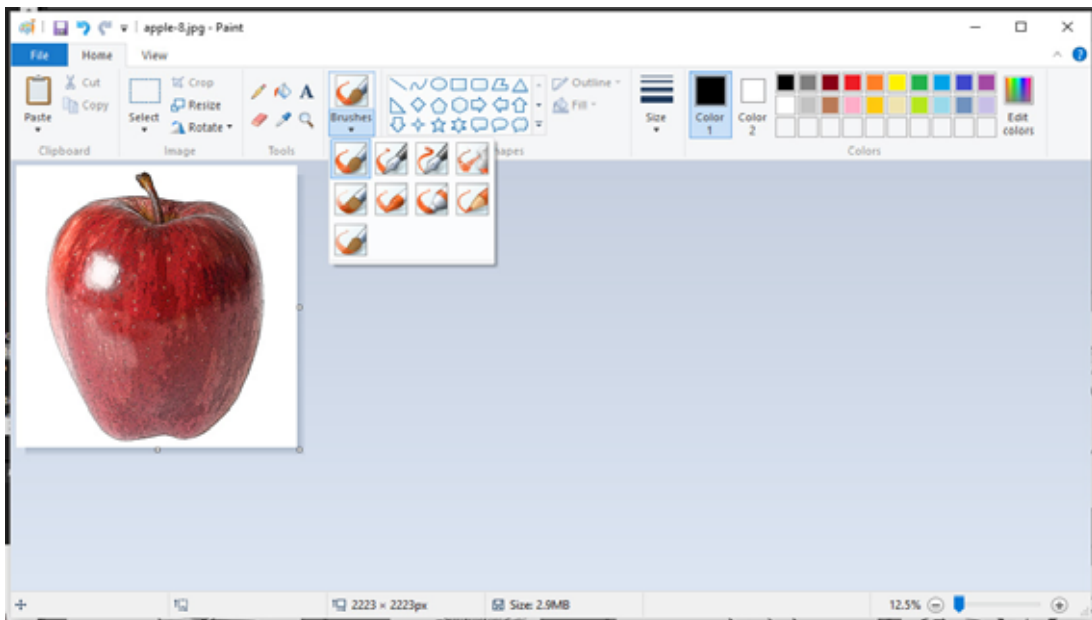 apple-8.jpg - Paint
File Home View
Paste
Cut
Copy
Clipboard
Select
Crop
Resize
Rotate
Image
A
Tools
Brushes
Outline
Fill
hapes
Size
Color
1
Color
2
Edit
colors
Colors
2223 × 2223px
Size: 2.9MB
12.5%